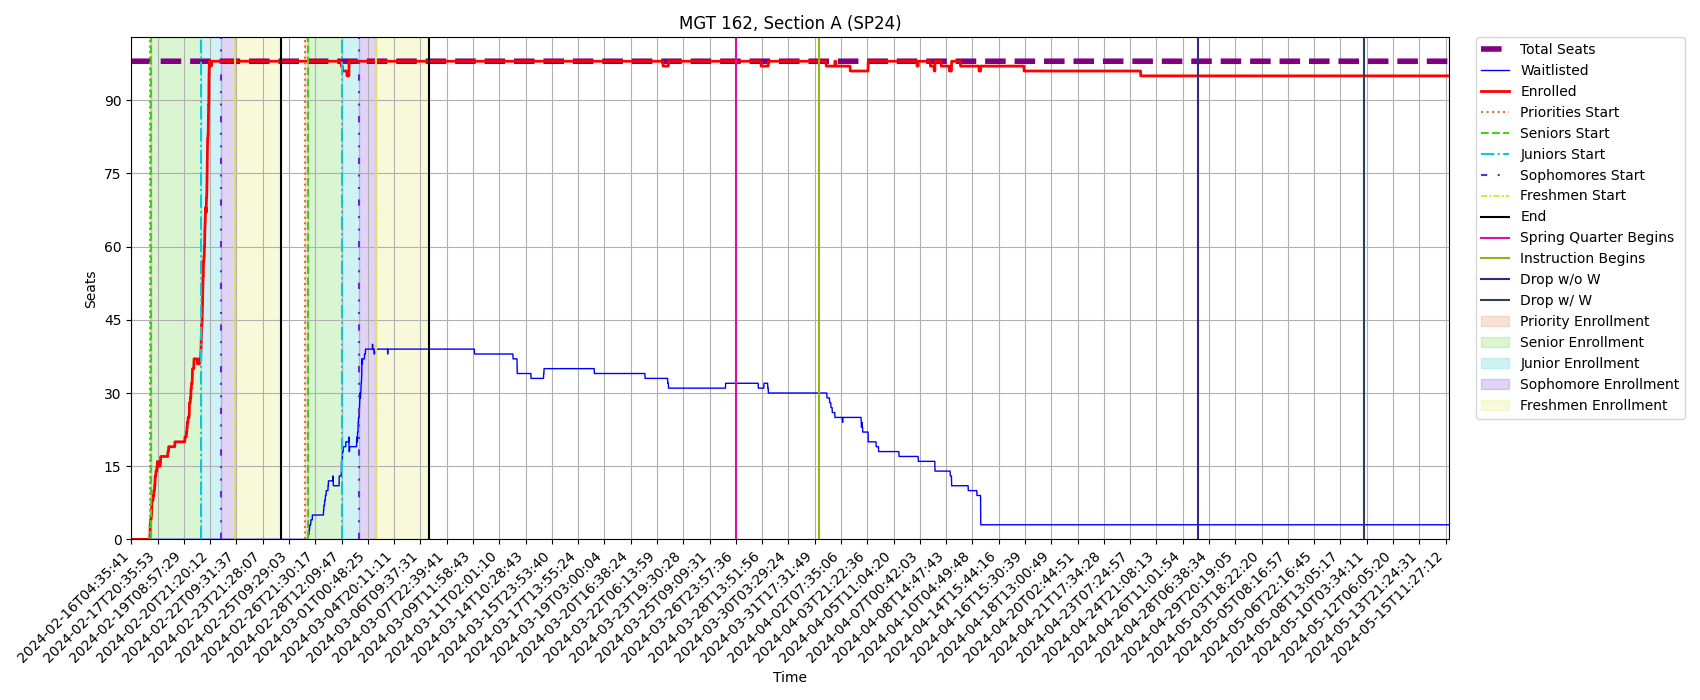 MGT 162, Section A (SP24)
Seats
90
75
60
45
30
15
0
2024-02-16T04:35:41
2024-02-17T20:35:53
2024-02-19T08:57:29
2024-02-20T21:20:12
2024-02-22T09:31:37
2024-02-23T21:28:07
2024-02-25T09:29:03
2024-02-26T21:30:17
2024-02-28T12:09:47
2024-03-01T00:48:25
2024-03-04T20:11:11
2024-03-06T09:37:31
2024-03-07T22:39:41
2024-03-09T11:58:43
2024-03-11T02:01:10
2024-03-14T10:28:43
2024-03-15T23:53:40
2024-03-17T13:55:24
2024-03-19T03:00:04
2024-03-20T16:38:24
2024-03-22T06:13:59
2024-03-23T19:30:28
2024-03-25T09:09:31
2024-03-26T23:57:36
2024-03-28T13:51:56
2024-03-30T03:29:24
2024-03-31T17:31:49
2024-04-02T07:35:06
2024-04-03T21:22:36
2024-04-05T11:04:20
2024-04-07T00:42:03
2024-04-08T14:47:43
2024-04-10T04:49:48
2024-04-14T15:44:16
2024-04-16T15:30:39
2024-04-18T13:00:49
2024-04-20T02:44:51
2024-04-21T17:34:28
2024-04-23T07:24:57
2024-04-24T21:08:13
2024-04-26T11:01:54
2024-04-28T06:38:34
2024-04-29T20:19:05
2024-05-03T18:22:20
2024-05-05T08:16:57
2024-05-06T22:16:45
2024-05-08T13:05:17
2024-05-10T03:34:11
2024-05-12T06:05:20
2024-05-13T21:24:31
2024-05-15T11:27:12
Time
Total Seats
Waitlisted
Enrolled
Priorities Start
Seniors Start
Juniors Start
Sophomores Start
Freshmen Start
End
Spring Quarter Begins
Instruction Begins
Drop w/o W
Drop w/ W
Priority Enrollment
Senior Enrollment
Junior Enrollment
Sophomore Enrollment
Freshmen Enrollment